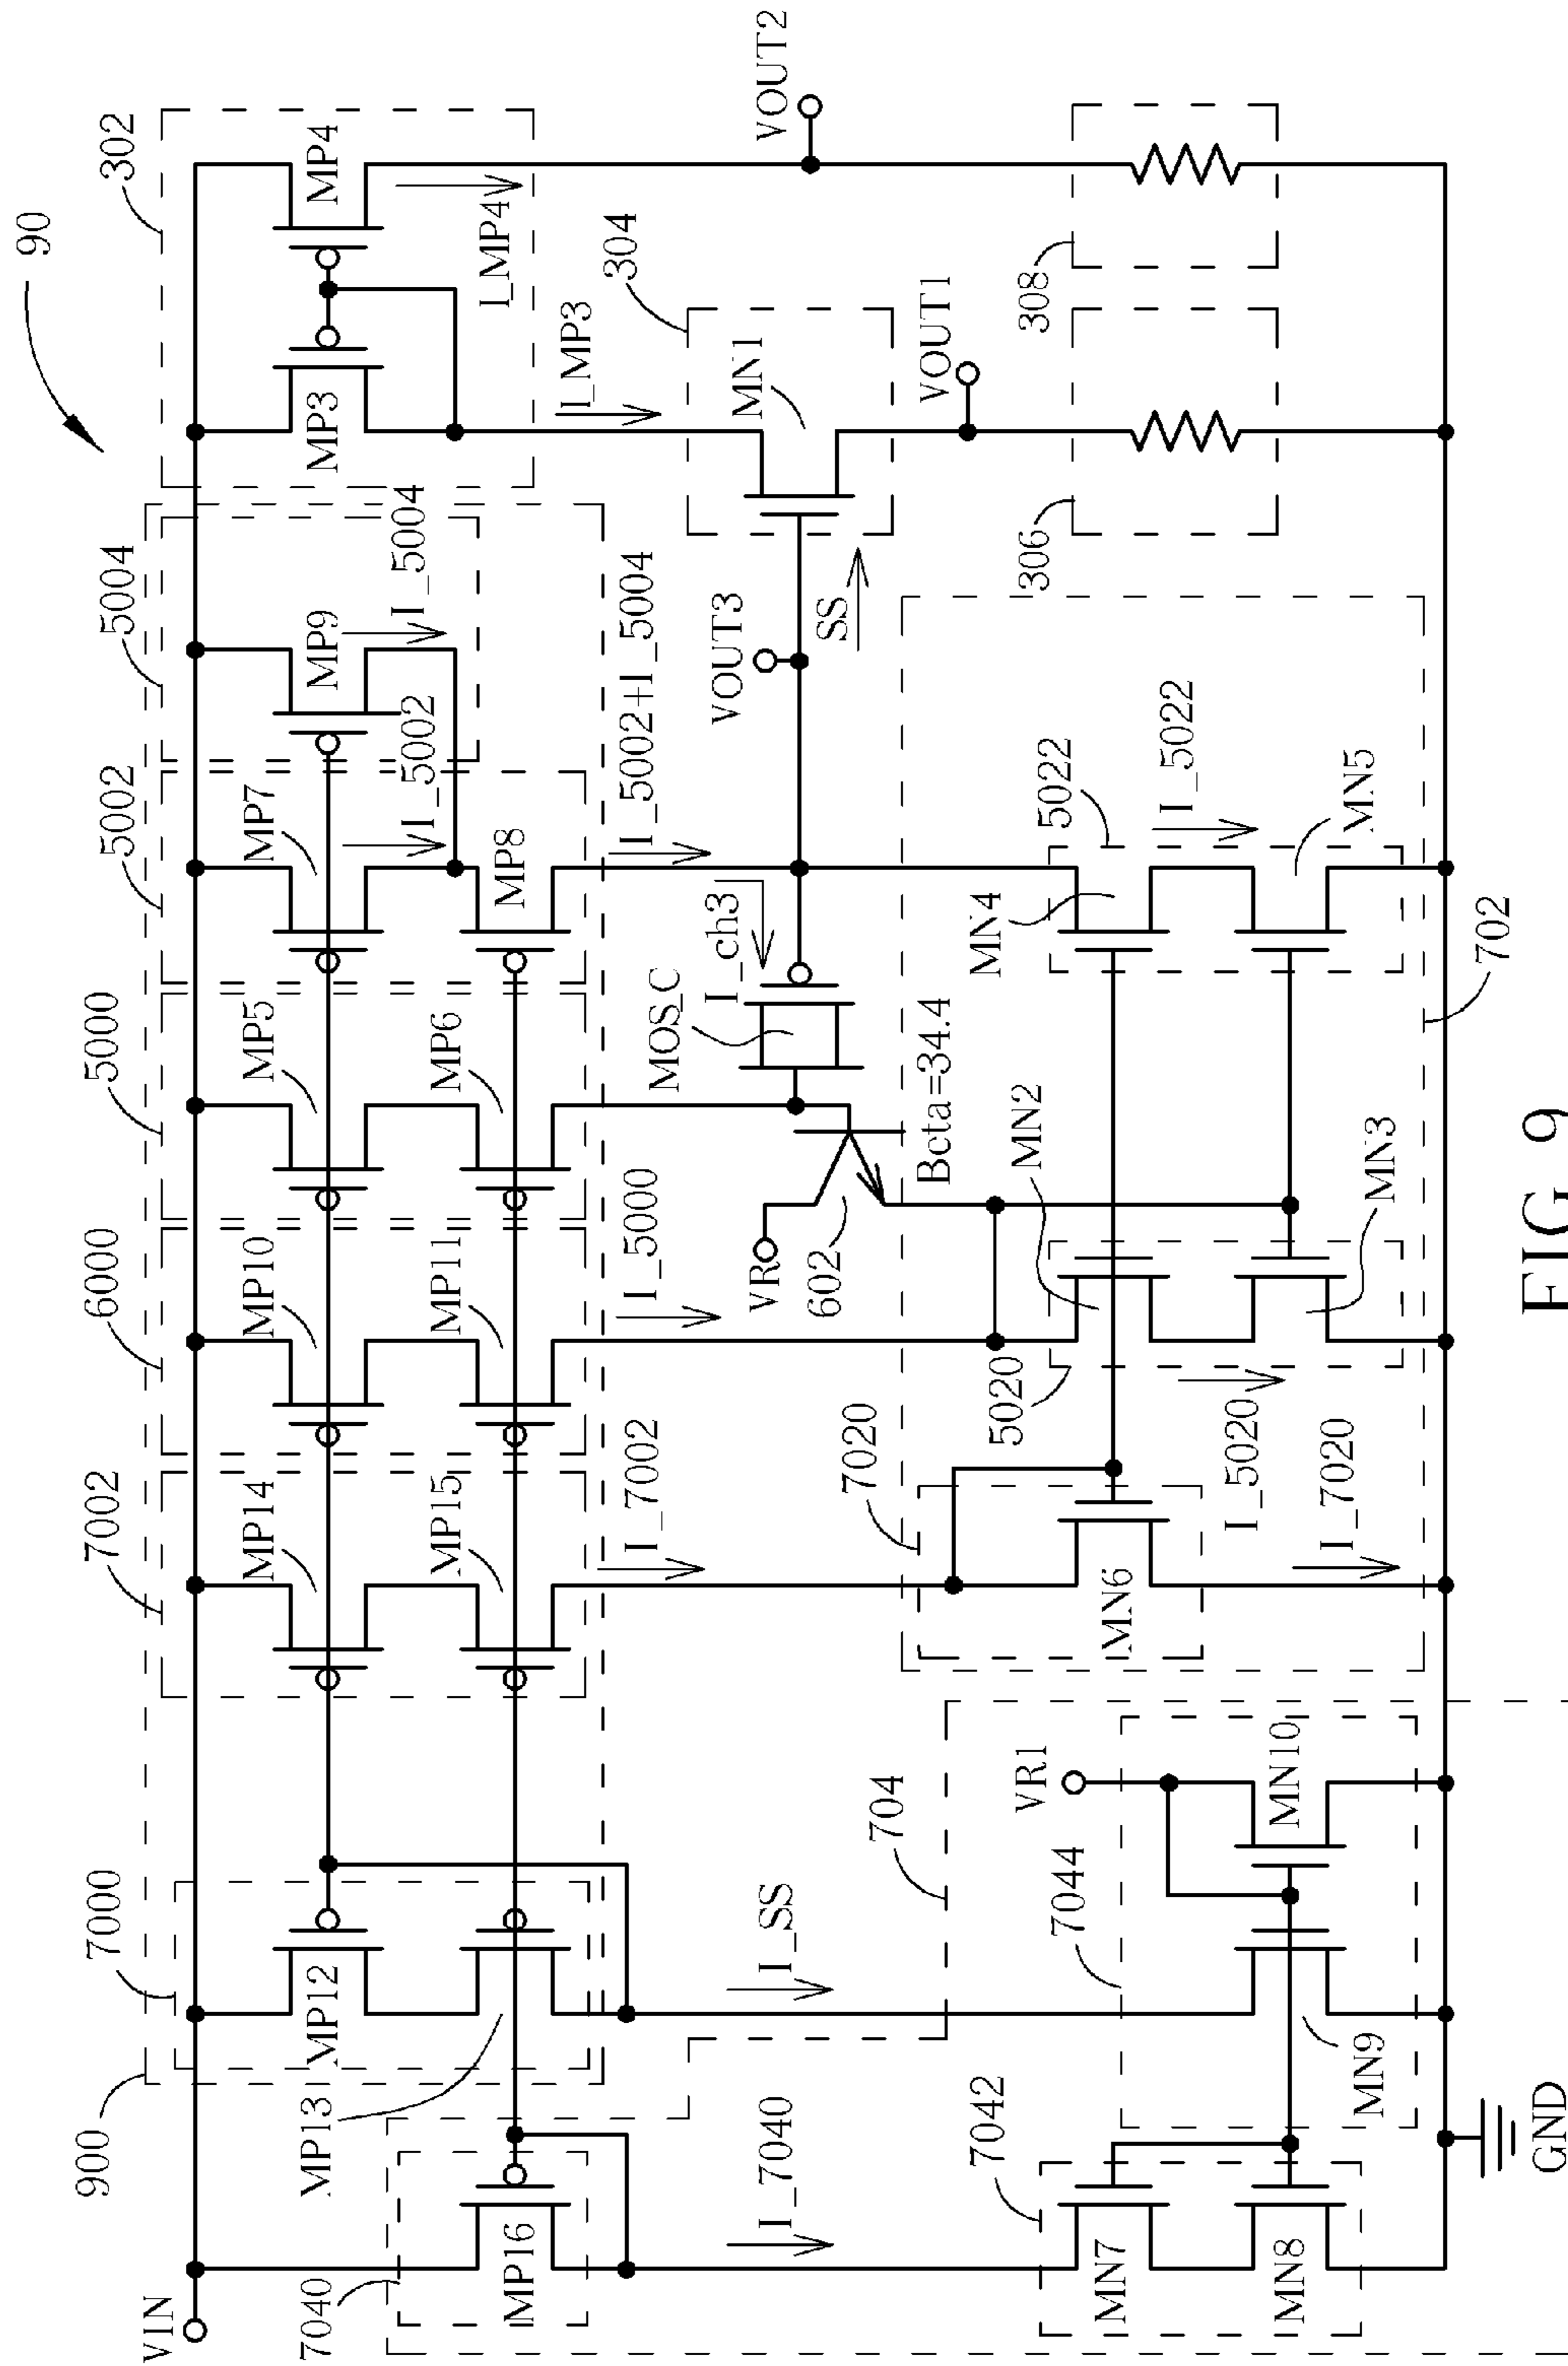 90
302
MP3
MP4
I_MP4
I_MP3
304
MN1
VOUT1
VOUT2
306
308
5004
MP9
I_5004
5002
MP7
I_5002
MP8
I_5002+I_5004
VOUT3
SS
5000
MP5
MP6
MOS_C
I_ch3
6000
MP10
MP11
I_5000
VR
602
Beta=34.4
7002
MP14
MP15
I_7002
7020
MN6
I_7020
5020
I_5020
MN2
MN3
MN4
5022
I_5022
MN5
702
7000
MP12
MP13
900
I_SS
704
VR1
7044
MN10
MN9
VIN
7040
MP16
I_7040
7042
MN7
MN8
GND
FIG. 9